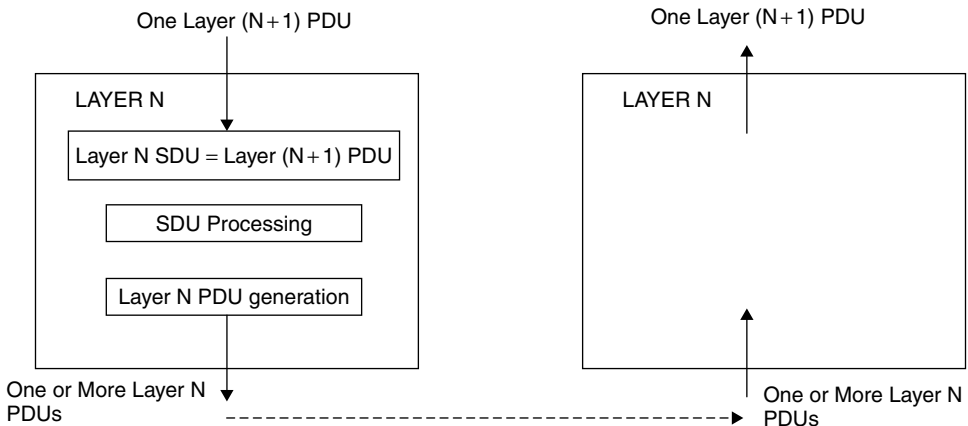 One Layer (N+1) PDU
LAYER N
Layer N SDU = Layer (N+1) PDU
SDU Processing
Layer N PDU generation
One or More Layer N
PDUs
One Layer (N+1) PDU
LAYER N
One or More Layer N
PDUs